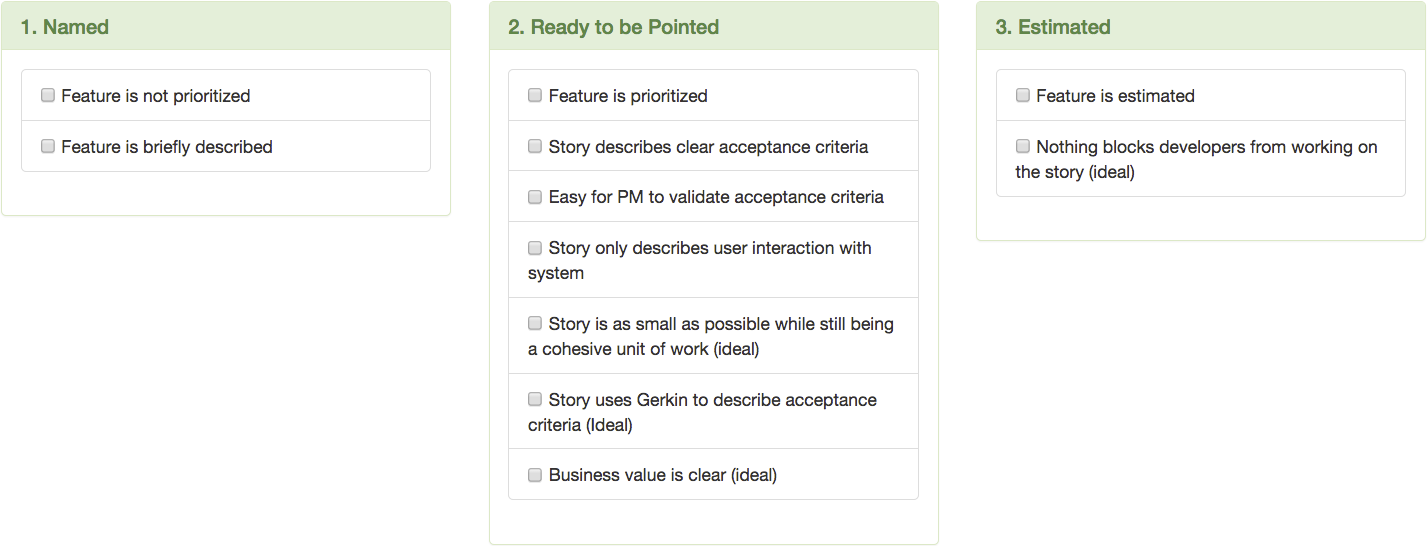 1. Named
Feature is not prioritized
Feature is briefly described
2. Ready to be Pointed
Feature is prioritized
Story describes clear acceptance criteria
Easy for PM to validate acceptance criteria
Story only describes user interaction with
system
Story is as small as possible while still being
a cohesive unit of work (ideal)
Story uses Gerkin to describe acceptance
criteria (Ideal)
Business value is clear (ideal)
3. Estimated
Feature is estimated
Nothing blocks developers from working on
the story (ideal)